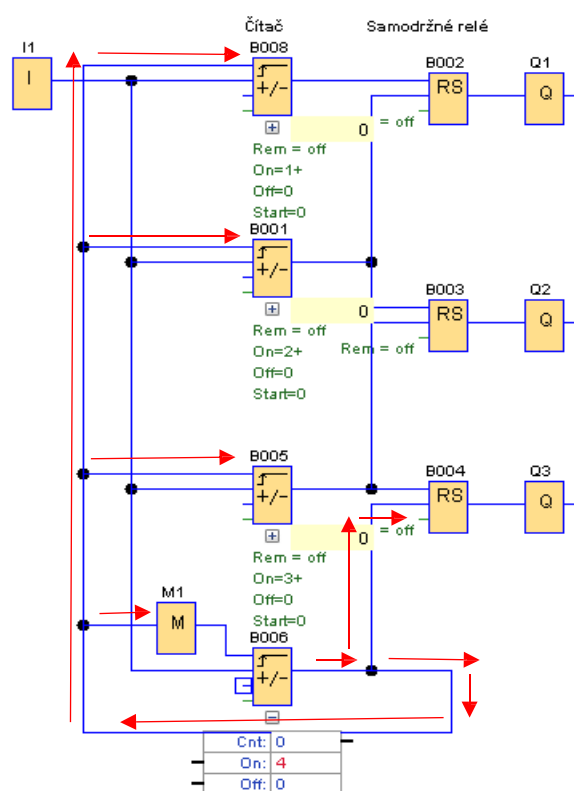 Čítač
Samodržné relé
I1
B008
B002
Q1
I
+/-
RS
Q
0
= off
Rem = off
On=1+
Off=0
Start=0
B001
+/-
B003
Q2
RS
Q
0
Rem = off
Rem = off
On=2+
Off=0
Start=0
B005
B004
Q3
+/-
RS
Q
0
= off
Rem = off
On=3+
Off=0
Start=0
M1
M
B006
+/-
Cnt: 0
On: 4
Off: 0